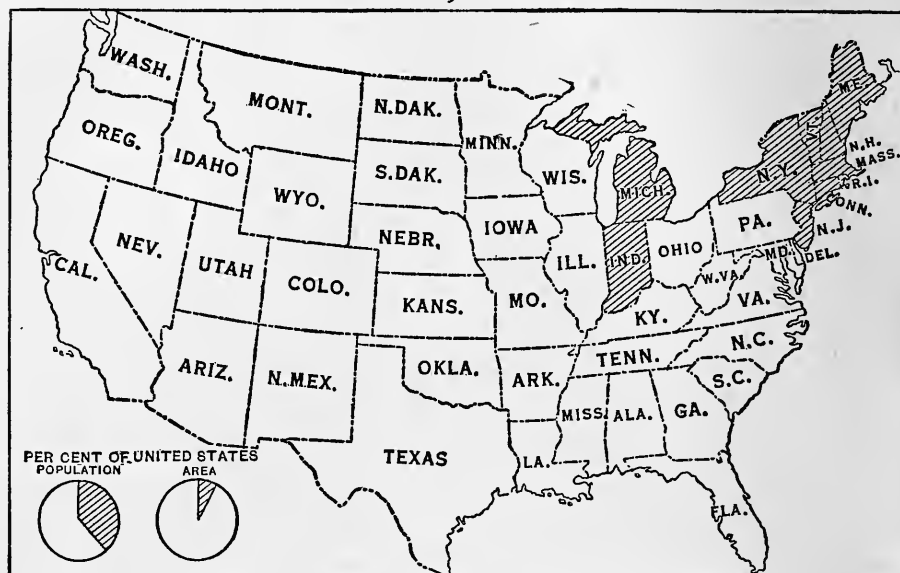 WASH.
MONT.
N.DAK.
MINN.
ME.
OREG.
IDAHO
S.DAK.
WIS.
MICH.
N.Y.
VT.
N.H.
MASS.
R.I.
ONN.
WYO.
NEBR.
IOWA
PA.
N.J.
NEV.
UTAH
COLO.
ILL.
IND.
OHIO
MD.
DEL.
CAL.
KANS.
MO.
W.VA.
VA.
KY.
ARIZ.
N.MEX.
OKLA.
ARK.
TENN.
N.C.
S.C.
MISS.
ALA.
GA.
TEXAS
LA.
FLA.
PER CENT OF UNITED STATES
POPULATION
AREA